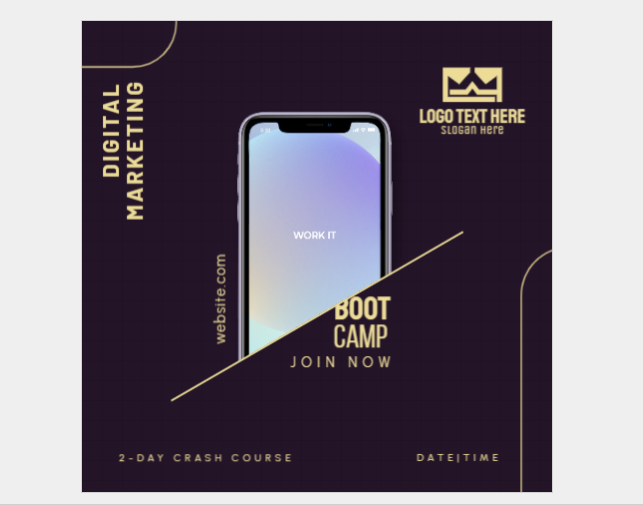 DIGITAL
MARKETING
LOGO TEXT HERE
SLOGAN HERE
WORK IT
website.com
BOOT
CAMP
JOIN NOW
2-DAY CRASH COURSE
DATE|TIME